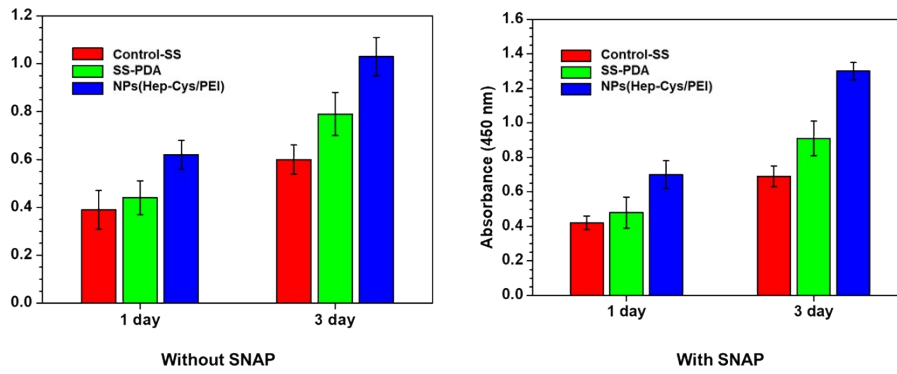 1.2
1.0
0.8
0.6
0.4
0.2
0.0
Control-SS
SS-PDA
NPs(Hep-Cys/PEI)
1 day
3 day
Without SNAP
Absorbance (450 nm)
1.6
1.4
1.2
1.0
0.8
0.6
0.4
0.2
0.0
Control-SS
SS-PDA
NPs(Hep-Cys/PEI)
1 day
3 day
With SNAP